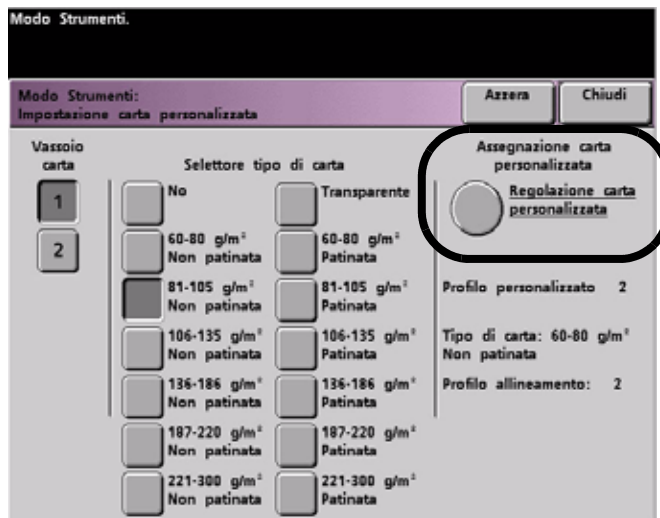 Modo Strumenti.
Modo Strumenti:
Impostazione carta personalizzata
Azzera
Chiudi
Vassoio
carta
1
2
Selettore tipo di carta
No
Transparente
60-80 g/m²
Non patinata
60-80 g/m²
Patinata
81-105 g/m²
Non patinata
81-105 g/m²
Patinata
106-135 g/m²
Non patinata
106-135 g/m²
Patinata
136-186 g/m²
Non patinata
136-186 g/m²
Patinata
187-220 g/m²
Non patinata
187-220 g/m²
Patinata
221-300 g/m²
Non patinata
221-300 g/m²
Patinata
Assegnazione carta
personalizzata
Regolazione carta
personalizzata
Profilo personalizzato 2
Tipo di carta: 60-80 g/m²
Non patinata
Profilo allineamento: 2